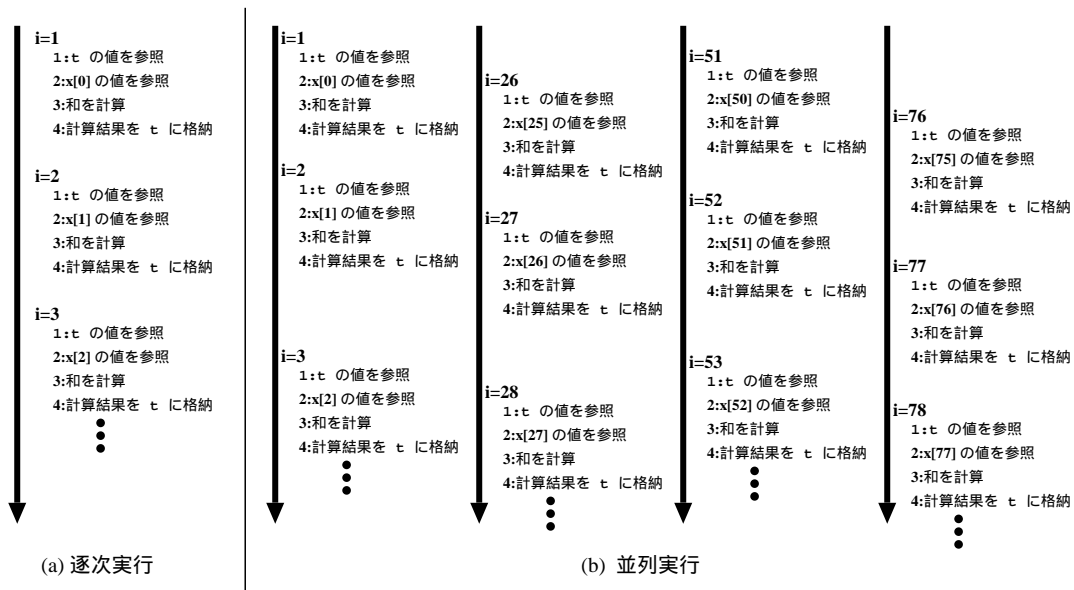 i=1
1:t の値を参照
2:x[0] の値を参照
3:和を計算
4:計算結果を t に格納
i=2
1:t の値を参照
2:x[1] の値を参照
3:和を計算
4:計算結果を t に格納
i=3
1:t の値を参照
2:x[2] の値を参照
3:和を計算
4:計算結果を t に格納
(a) 逐次実行
i=1
1:t の値を参照
2:x[0] の値を参照
3:和を計算
4:計算結果を t に格納
i=2
1:t の値を参照
2:x[1] の値を参照
3:和を計算
4:計算結果を t に格納
i=3
1:t の値を参照
2:x[2] の値を参照
3:和を計算
4:計算結果を t に格納
i=26
1:t の値を参照
2:x[25] の値を参照
3:和を計算
4:計算結果を t に格納
i=27
1:t の値を参照
2:x[26] の値を参照
3:和を計算
4:計算結果を t に格納
i=28
1:t の値を参照
2:x[27] の値を参照
3:和を計算
4:計算結果を t に格納
i=51
1:t の値を参照
2:x[50] の値を参照
3:和を計算
4:計算結果を t に格納
i=52
1:t の値を参照
2:x[51] の値を参照
3:和を計算
4:計算結果を t に格納
i=53
1:t の値を参照
2:x[52] の値を参照
3:和を計算
4:計算結果を t に格納
i=76
1:t の値を参照
2:x[75] の値を参照
3:和を計算
4:計算結果を t に格納
i=77
1:t の値を参照
2:x[76] の値を参照
3:和を計算
4:計算結果を t に格納
i=78
1:t の値を参照
2:x[77] の値を参照
3:和を計算
4:計算結果を t に格納
(b) 並列実行